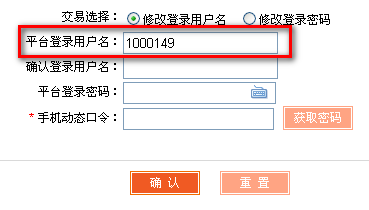 交易选择： 修改登录用户名 修改登录密码
平台登录用户名： 1000149
确认登录用户名：
平台登录密码：
*手机动态口令： 获取密码
确 认 重 置